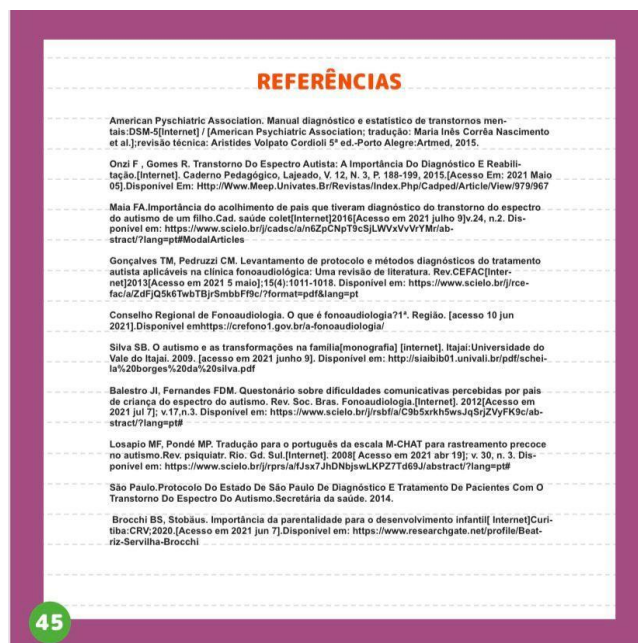 REFERÊNCIAS
American Pyschiatric Association. Manual diagnóstico e estatístico de transtornos men-
tais:DSM-5[Internet] / [American Psychiatric Association; tradução: Maria Inês Corrêa Nascimento
et al.];revisão técnica: Aristides Volpato Cordioli 5ª ed.-Porto Alegre:Artmed, 2015.
Onzi F , Gomes R. Transtorno Do Espectro Autista: A Importância Do Diagnóstico E Reabili-
tação.[Internet]. Caderno Pedagógico, Lajeado, V. 12, N. 3, P. 188-199, 2015.[Acesso Em: 2021 Maio
05].Disponível Em: Http://Www.Meep.Univates.Br/Revistas/Index.Php/Cadped/Article/View/979/967
Maia FA.Importância do acolhimento de pais que tiveram diagnóstico do transtorno do espectro
do autismo de um filho.Cad. saúde colet[Internet]2016[Acesso em 2021 julho 9]v.24, n.2. Dis-
ponível em: https://www.scielo.br/j/cadsc/a/n6ZpCNpT9cSjLWVxVvVrYMr/ab-
stract/?lang=pt#ModalArticles
Gonçalves TM, Pedruzzi CM. Levantamento de protocolo e métodos diagnósticos do tratamento
autista aplicáveis na clínica fonoaudiológica: Uma revisão de literatura. Rev.CEFAC[Inter-
net]2013[Acesso em 2021 5 maio];15(4):1011-1018. Disponível em: https://www.scielo.br/j/rce-
fac/a/ZdFjQ5k6TwbTBjrSmbbFf9c/?format=pdf&lang=pt
Conselho Regional de Fonoaudiologia. O que é fonoaudiologia?1ª. Região. [acesso 10 jun
2021].Disponível emhttps://crefono1.gov.br/a-fonoaudiologia/
Silva SB. O autismo e as transformações na família[monografia] [internet]. Itajaí:Universidade do
Vale do Itajaí. 2009. [acesso em 2021 junho 9]. Disponível em: http://siaibib01.univali.br/pdf/schei-
la%20borges%20da%20silva.pdf
Balestro JI, Fernandes FDM. Questonário sobre dificuldades comunicativas percebidas por pais
de criança do espectro do autismo. Rev. Soc. Bras. Fonoaudiologia.[Internet]. 2012[Acesso em
2021 jul 7]; v.17,n.3. Disponível em: https://www.scielo.br/j/rsbf/a/C9b5xrkh5wsJqSrjZVyFK9c/ab-
stract/?lang=pt#
Losapio MF, Pondé MP. Tradução para o português da escala M-CHAT para rastreamento precoce
no autismo.Rev. psiquiatr. Rio. Gd. Sul.[Internet]. 2008[ Acesso em 2021 abr 19]; v. 30, n. 3. Dis-
ponível em: https://www.scielo.br/j/rprs/a/fJsx7JhDNbjswLKPZ7Td69J/abstract/?lang=pt#
São Paulo.Protocolo Do Estado De São Paulo De Diagnóstico E Tratamento De Pacientes Com O
Transtorno Do Espectro Do Autismo.Secretária da saúde. 2014.
Brocchi BS, Stobäus. Importância da parentalidade para o desenvolvimento infantil[ Internet]Curi-
tiba:CRV;2020.[Acesso em 2021 jun 7].Disponível em: https://www.researchgate.net/profile/Beat-
riz-Servilha-Brocchi
45